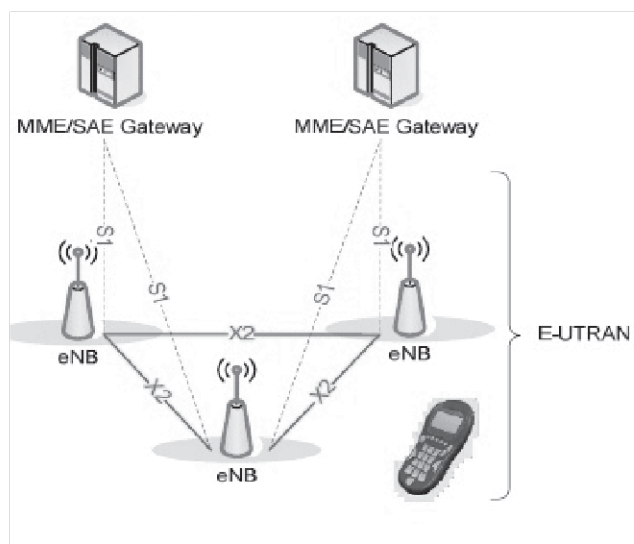 MME/SAE Gateway
MME/SAE Gateway
S1
S1
S1
S1
X2
eNB
eNB
E-UTRAN
X2
X2
eNB